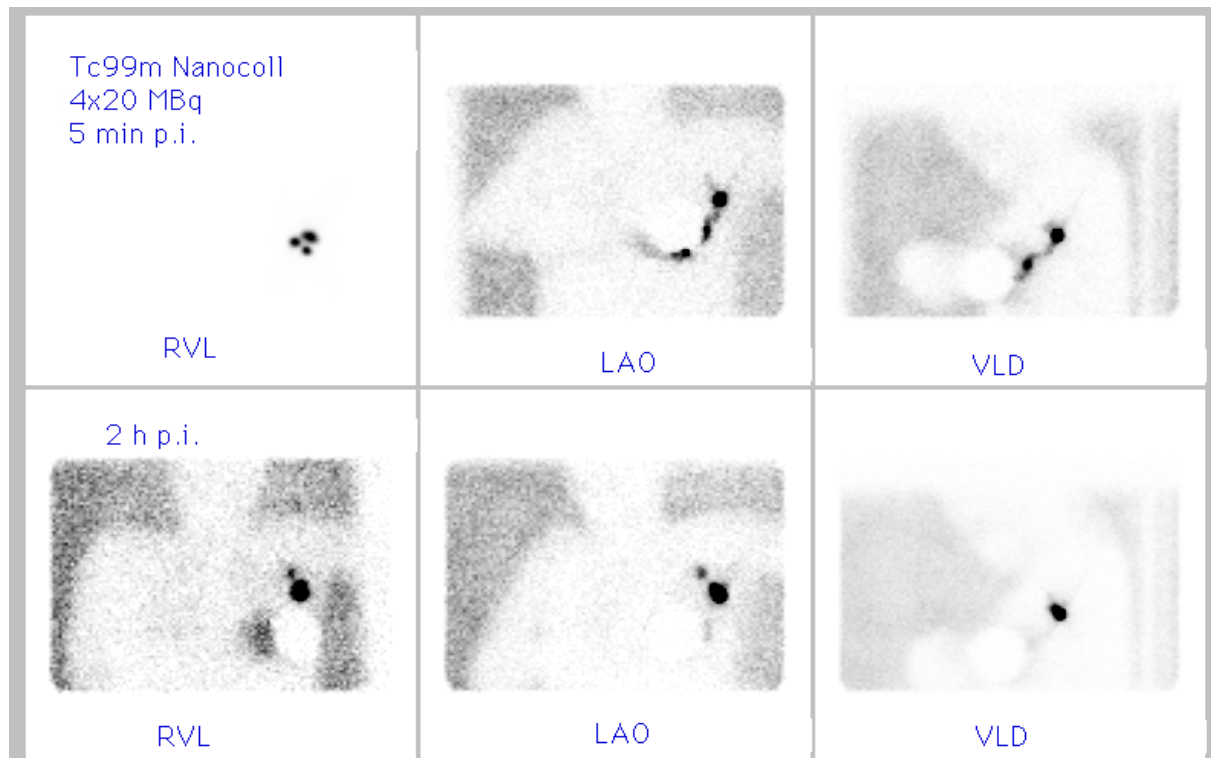 Tc99m Nanocoll
4x20 MBq
5 min p.i.
RVL
LAO
VLD
2 h p.i.
RVL
LAO
VLD